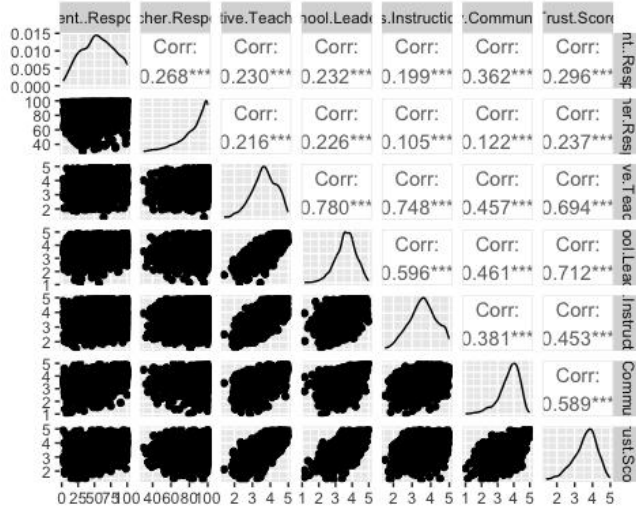 ent..Respo cher.Respo tive.Teach hool.Leade s.Instructio y.Commun Trust.Score
0.015
0.010
0.005
0.000
Corr: Corr: Corr: Corr: Corr: Corr:
0.268*** 0.230*** 0.232*** 0.199*** 0.362*** 0.296***
nt..Resp
100
80
60
40
Corr: Corr: Corr: Corr: Corr:
0.216*** 0.226*** 0.105*** 0.122*** 0.237***
her.Resp
5
4
3
2
Corr: Corr: Corr: Corr:
0.780*** 0.748*** 0.457*** 0.694***
ve.Teac
5
4
3
2
1
Corr: Corr: Corr:
0.596*** 0.461*** 0.712***
ool.Lead
5
4
3
2
Corr: Corr:
0.381*** 0.453***
.Instruct
5
4
3
2
1
Corr:
0.589***
Commu
5
4
3
2
ust.Sco
0 25 50 75 100 40 60 80 100 2 3 4 5 1 2 3 4 5 2 3 4 5 1 2 3 4 5 2 3 4 5